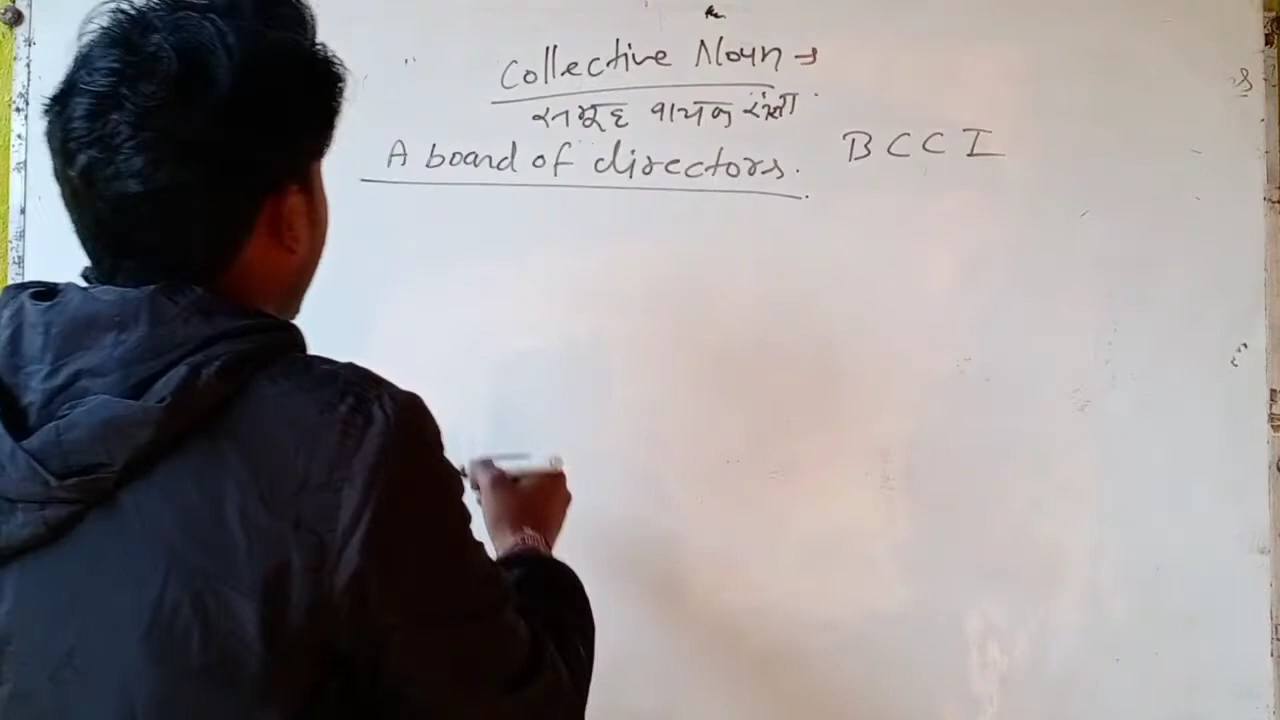 Collective Noun →
समूह वाचक संज्ञा
A board of directors. BCCI